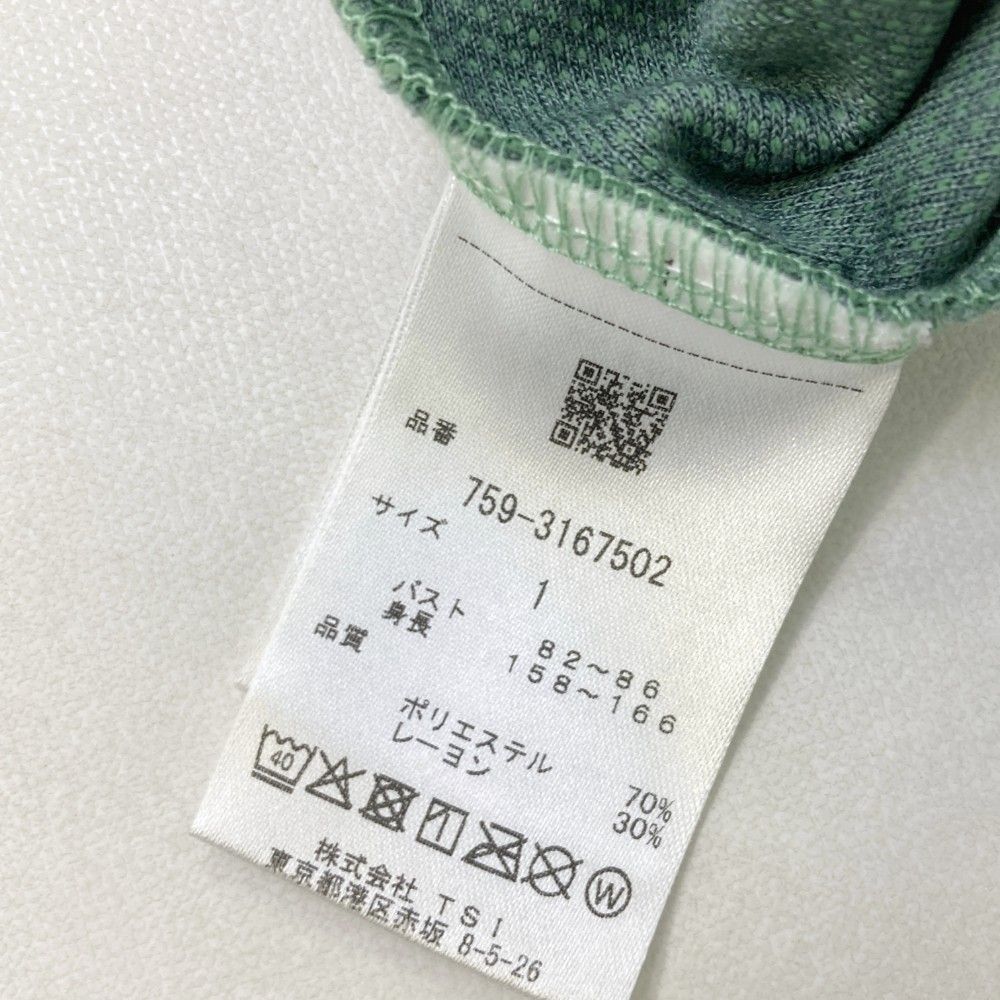 品番
759-3167502
サイズ
1
バスト 82～86
身長 158～166
品質
ポリエステル 70%
レーヨン 30%
40
W
株式会社 TSI
東京都港区赤坂 8-5-26